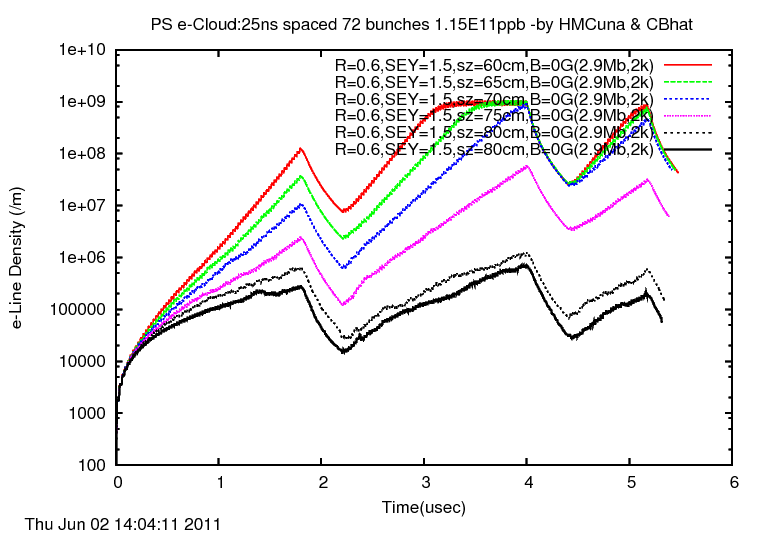 PS e-Cloud:25ns spaced 72 bunches 1.15E11ppb -by HMCuna & CBhat
1e+10
1e+09
1e+08
1e+07
1e+06
100000
10000
1000
100
e-Line Density (/m)
R=0.6,SEY=1.5,sz=60cm,B=0G(2.9Mb,2k)
R=0.6,SEY=1.5,sz=65cm,B=0G(2.9Mb,2k)
R=0.6,SEY=1.5,sz=70cm,B=0G(2.9Mb,2k)
R=0.6,SEY=1.5,sz=75cm,B=0G(2.9Mb,2k)
R=0.6,SEY=1.5,sz=80cm,B=0G(2.9Mb,2k)
R=0.6,SEY=1.5,sz=80cm,B=0G(2.9Mb,2k)
0 1 2 3 4 5 6
Time(usec)
Thu Jun 02 14:04:11 2011